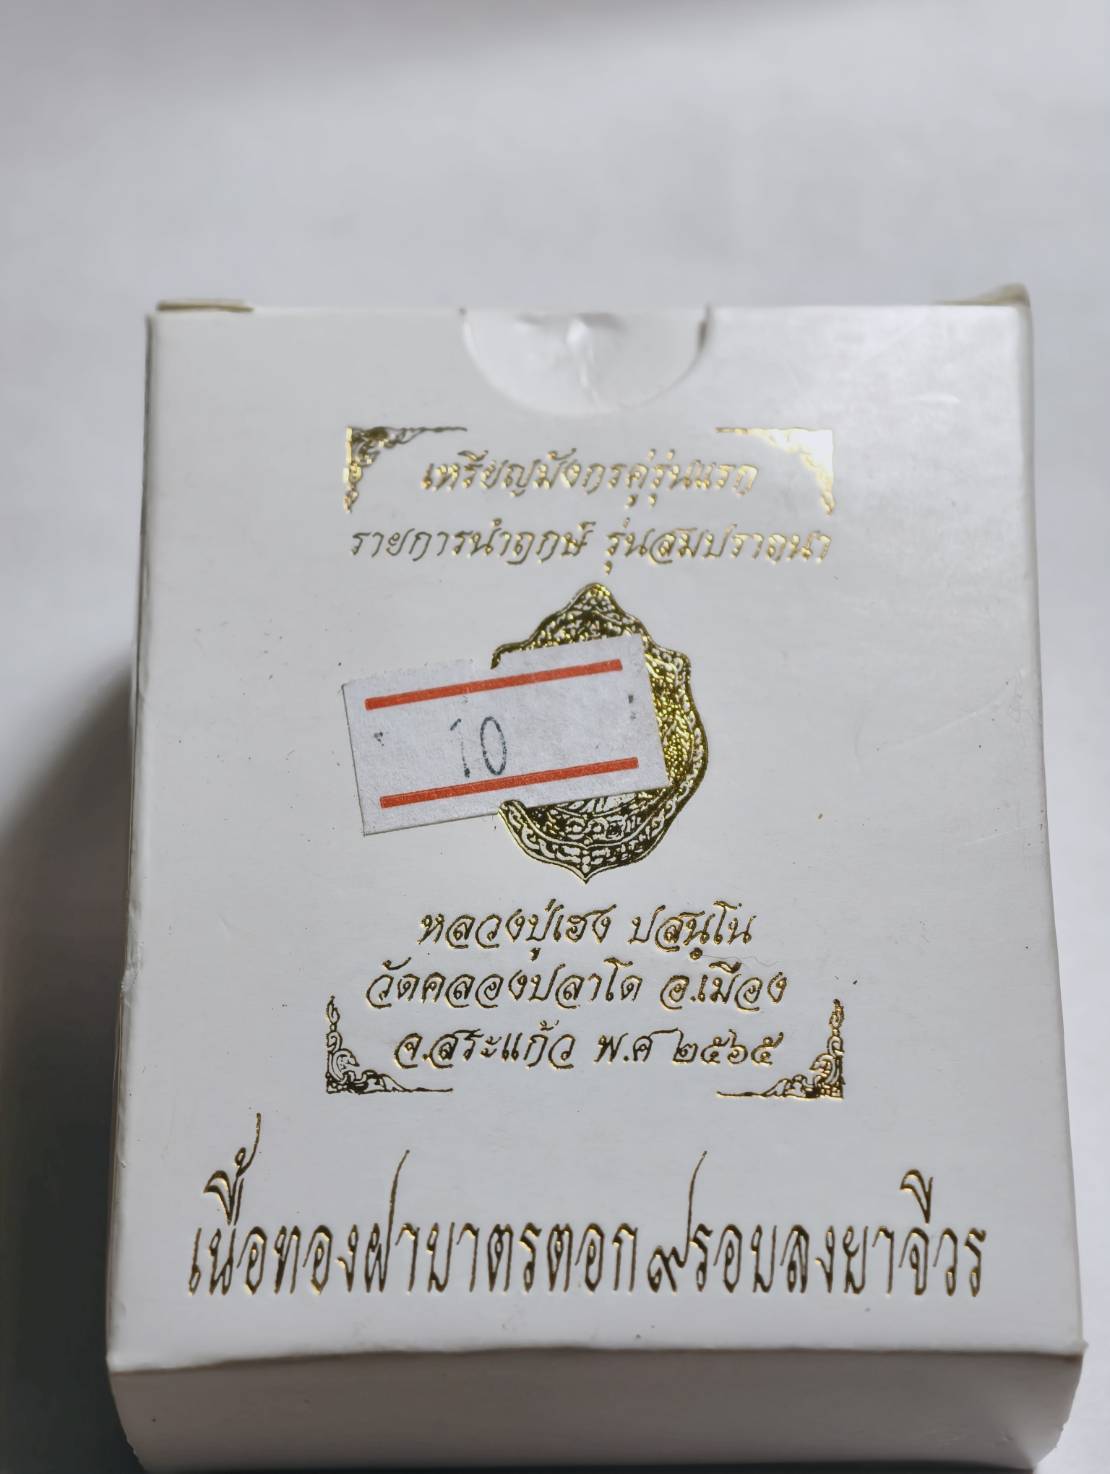 เหรียญมังกรคู่รุ่นแรก
รายการนำฤกษ์ รุ่นสมปรารถนา
10
หลวงปู่เฮง ปสนฺโน
วัดคลองปลาโด อ.เมือง
จ.สระแก้ว พ.ศ ๒๕๖๕
เนื้อทองฝาบาตรตอก๙รอบลงยาจีวร